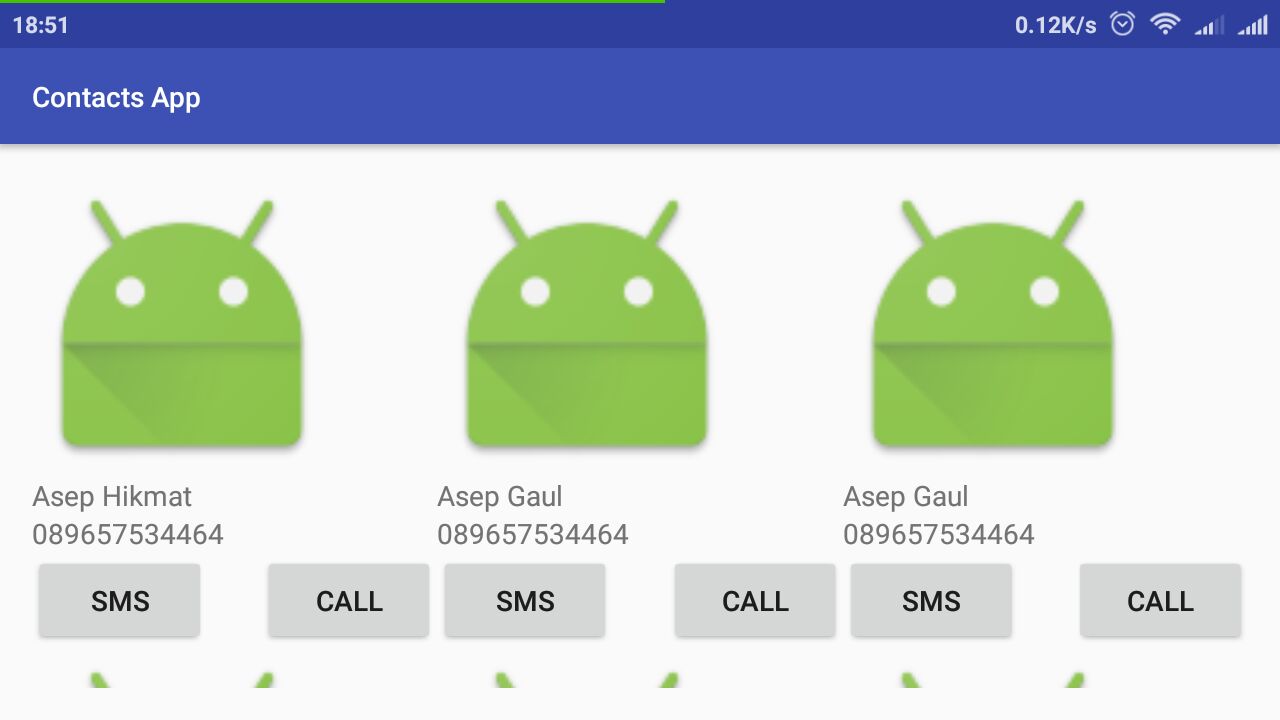 18:51 0.12K/s
Contacts App
Asep Hikmat
089657534464
SMS CALL
Asep Gaul
089657534464
SMS CALL
Asep Gaul
089657534464
SMS CALL